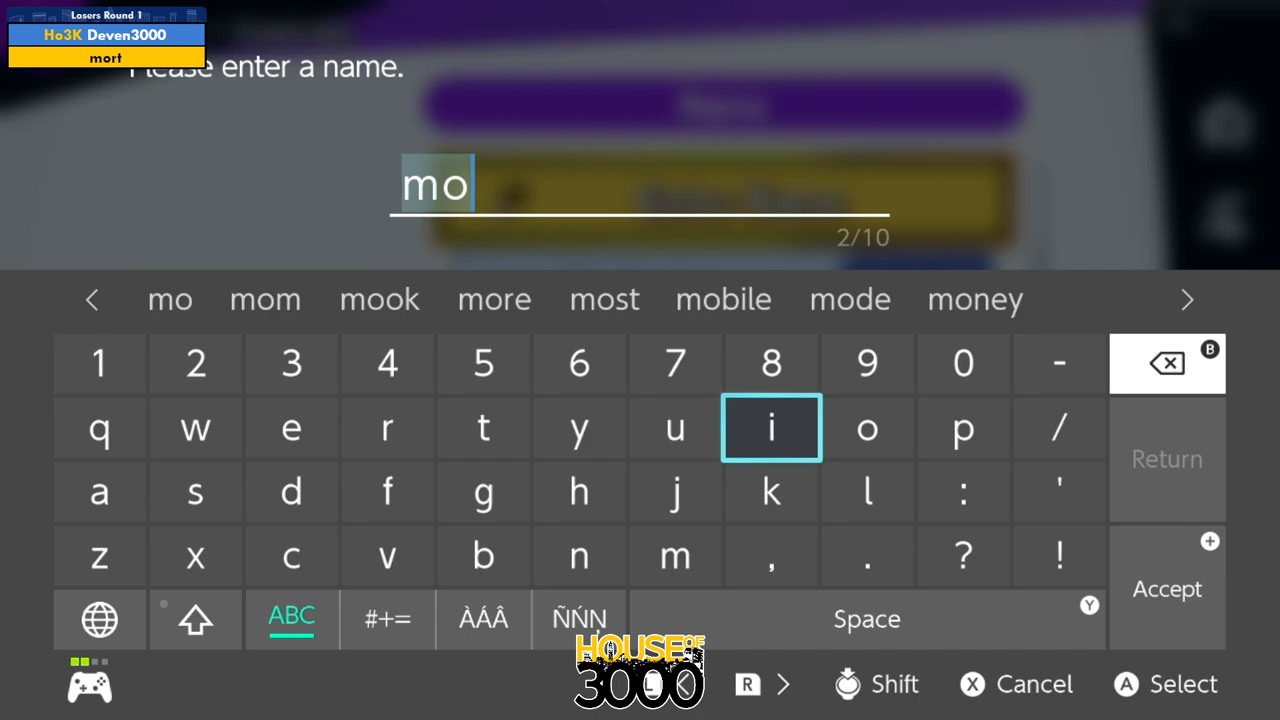 Losers Round 1
Ho3K Deven3000
mort
Please enter a name.
mo
2/10
mo mom mook more most mobile mode money
1 2 3 4 5 6 7 8 9 0 - B
q w e r t y u i o p /
Return
a s d f g h j k l : '
z x c v b n m , . ? ! +
Accept
ABC #+= ÀÁÂ ÑŃŅ Space Y
HOUSE OF
3000
L R Shift X Cancel A Select